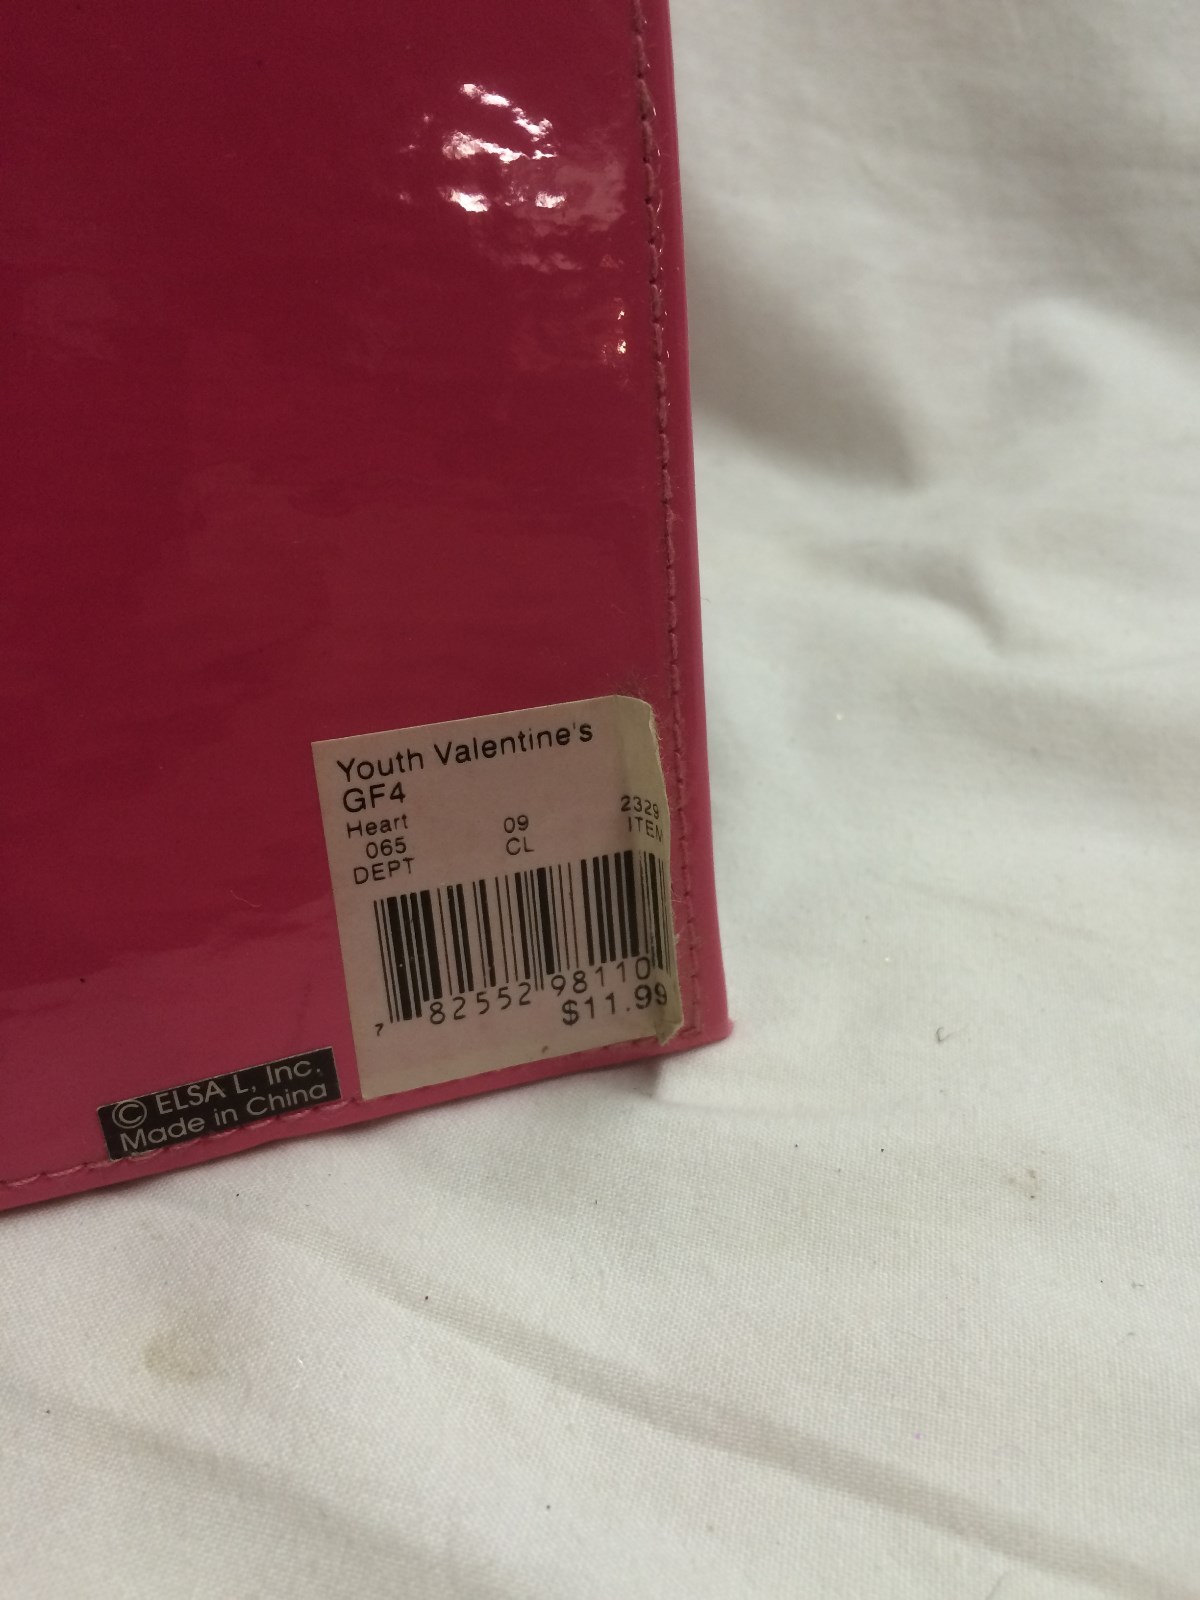 Youth Valentine's
GF4
Heart
065 09 2329
DEPT CL ITEM
7 82552 98110
$11.99
© ELSA L, Inc.
Made in China